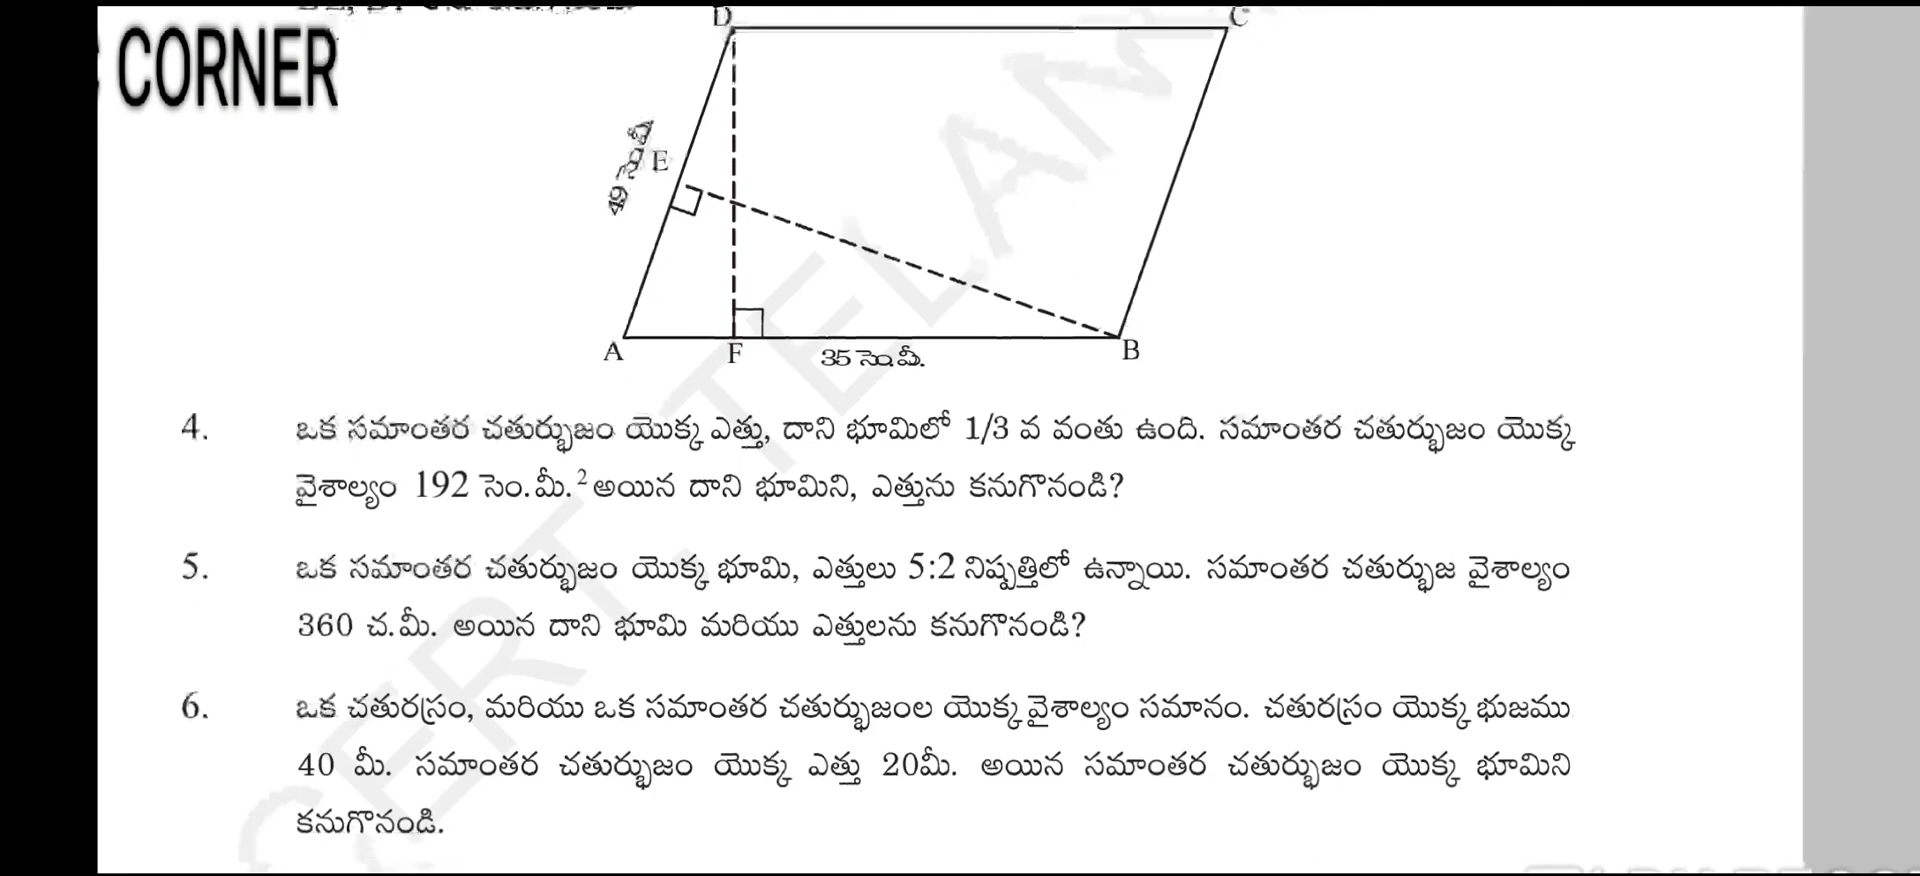 CORNER
D C
E
49 సెం.మీ
A F 35 సెం.మీ. B
4. ఒక సమాంతర చతుర్భుజం యొక్క ఎత్తు, దాని భూమిలో 1/3 వ వంతు ఉంది. సమాంతర చతుర్భుజం యొక్క
వైశాల్యం 192 సెం.మీ.² అయిన దాని భూమిని, ఎత్తును కనుగొనండి?
5. ఒక సమాంతర చతుర్భుజం యొక్క భూమి, ఎత్తులు 5:2 నిష్పత్తిలో ఉన్నాయి. సమాంతర చతుర్భుజ వైశాల్యం
360 చ.మీ. అయిన దాని భూమి మరియు ఎత్తులను కనుగొనండి?
6. ఒక చతురస్రం, మరియు ఒక సమాంతర చతుర్భుజంల యొక్క వైశాల్యం సమానం. చతురస్రం యొక్క భుజము
40 మీ. సమాంతర చతుర్భుజం యొక్క ఎత్తు 20మీ. అయిన సమాంతర చతుర్భుజం యొక్క భూమిని
కనుగొనండి.